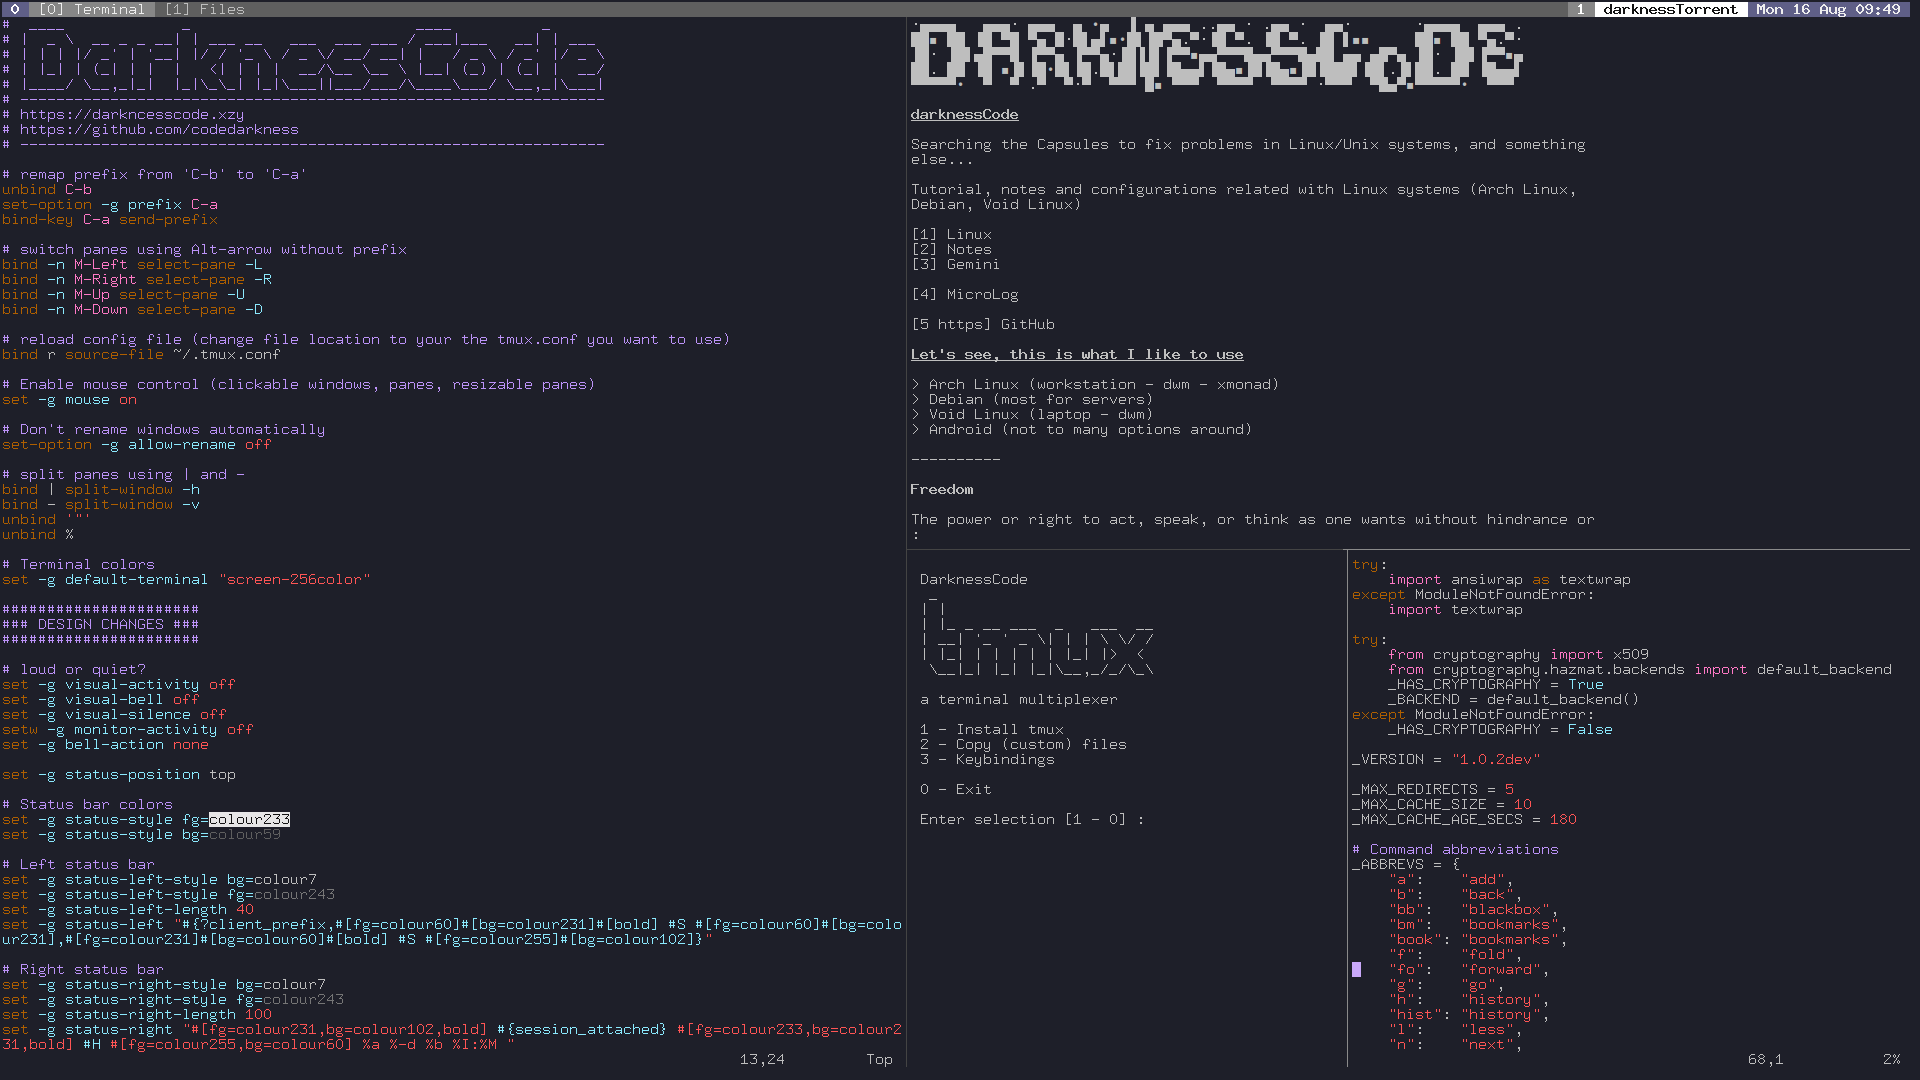 0 [0] Terminal [1] Files
1 darknessTorrent Mon 16 Aug 09:49
#
# DarknessCode
#
#
#
# -----------------------------------------------------------------
# https://darkncesscode.xzy
# https://github.com/codedarkness
# -----------------------------------------------------------------
# remap prefix from 'C-b' to 'C-a'
unbind C-b
set-option -g prefix C-a
bind-key C-a send-prefix
# switch panes using Alt-arrow without prefix
bind -n M-Left select-pane -L
bind -n M-Right select-pane -R
bind -n M-Up select-pane -U
bind -n M-Down select-pane -D
# reload config file (change file location to your the tmux.conf you want to use)
bind r source-file ~/.tmux.conf
# Enable mouse control (clickable windows, panes, resizable panes)
set -g mouse on
# Don't rename windows automatically
set-option -g allow-rename off
# split panes using | and -
bind | split-window -h
bind - split-window -v
unbind '"'
unbind %
# Terminal colors
set -g default-terminal "screen-256color"
######################
### DESIGN CHANGES ###
######################
# loud or quiet?
set -g visual-activity off
set -g visual-bell off
set -g visual-silence off
setw -g monitor-activity off
set -g bell-action none
set -g status-position top
# Status bar colors
set -g status-style fg=colour233
set -g status-style bg=colour59
# Left status bar
set -g status-left-style bg=colour7
set -g status-left-style fg=colour243
set -g status-left-length 40
set -g status-left "#{?client_prefix,#[fg=colour60]#[bg=colour231]#[bold] #S #[fg=colour60]#[bg=colo
ur231],#[fg=colour231]#[bg=colour60]#[bold] #S #[fg=colour255]#[bg=colour102]}"
# Right status bar
set -g status-right-style bg=colour7
set -g status-right-style fg=colour243
set -g status-right-length 100
set -g status-right "#[fg=colour231,bg=colour102,bold] #{session_attached} #[fg=colour233,bg=colour2
31,bold] #H #[fg=colour255,bg=colour60] %a %-d %b %I:%M "
13,24 Top
DARKNESSCoDE
darknessCode
Searching the Capsules to fix problems in Linux/Unix systems, and something
else...
Tutorial, notes and configurations related with Linux systems (Arch Linux,
Debian, Void Linux)
[1] Linux
[2] Notes
[3] Gemini
[4] MicroLog
[5 https] GitHub
Let's see, this is what I like to use
> Arch Linux (workstation - dwm - xmonad)
> Debian (most for servers)
> Void Linux (laptop - dwm)
> Android (not to many options around)
----------
Freedom
The power or right to act, speak, or think as one wants without hindrance or
:
DarknessCode
tmux
a terminal multiplexer
1 - Install tmux
2 - Copy (custom) files
3 - Keybindings
0 - Exit
Enter selection [1 - 0] :
try:
    import ansiwrap as textwrap
except ModuleNotFoundError:
    import textwrap
try:
    from cryptography import x509
    from cryptography.hazmat.backends import default_backend
    _HAS_CRYPTOGRAPHY = True
    _BACKEND = default_backend()
except ModuleNotFoundError:
    _HAS_CRYPTOGRAPHY = False
_VERSION = "1.0.2dev"
_MAX_REDIRECTS = 5
_MAX_CACHE_SIZE = 10
_MAX_CACHE_AGE_SECS = 180
# Command abbreviations
_ABBREVS = {
    "a":    "add",
    "b":    "back",
    "bb":   "blackbox",
    "bm":   "bookmarks",
    "book": "bookmarks",
    "f":    "fold",
    "fo":   "forward",
    "g":    "go",
    "h":    "history",
    "hist": "history",
    "l":    "less",
    "n":    "next",
68,1 2%